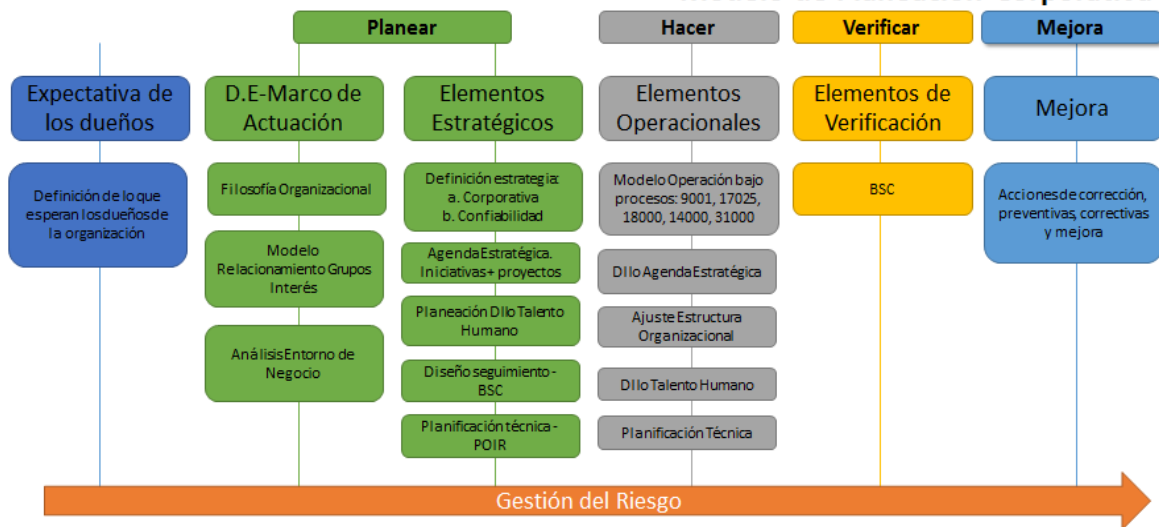 Planear
Hacer
Verificar
Mejora
Expectativa de
los dueños
D.E-Marco de
Actuación
Elementos
Estratégicos
Elementos
Operacionales
Elementos de
Verificación
Mejora
Definición de lo que
esperan los dueños de
la organización
Filosofía Organizacional
Modelo
Relacionamiento Grupos
Interés
Análisis Entorno de
Negocio
Definición estrategia:
a. Corporativa
b. Confiabilidad
Agenda Estratégica.
Iniciativas+ proyectos
Planeación Dllo Talento
Humano
Diseño seguimiento -
BSC
Planificación técnica -
POIR
Modelo Operación bajo
procesos: 9001, 17025,
18000, 14000, 31000
Dllo Agenda Estratégica
Ajuste Estructura
Organizacional
Dllo Talento Humano
Planificación Técnica
BSC
Acciones de corrección,
preventivas, correctivas
y mejora
Gestión del Riesgo